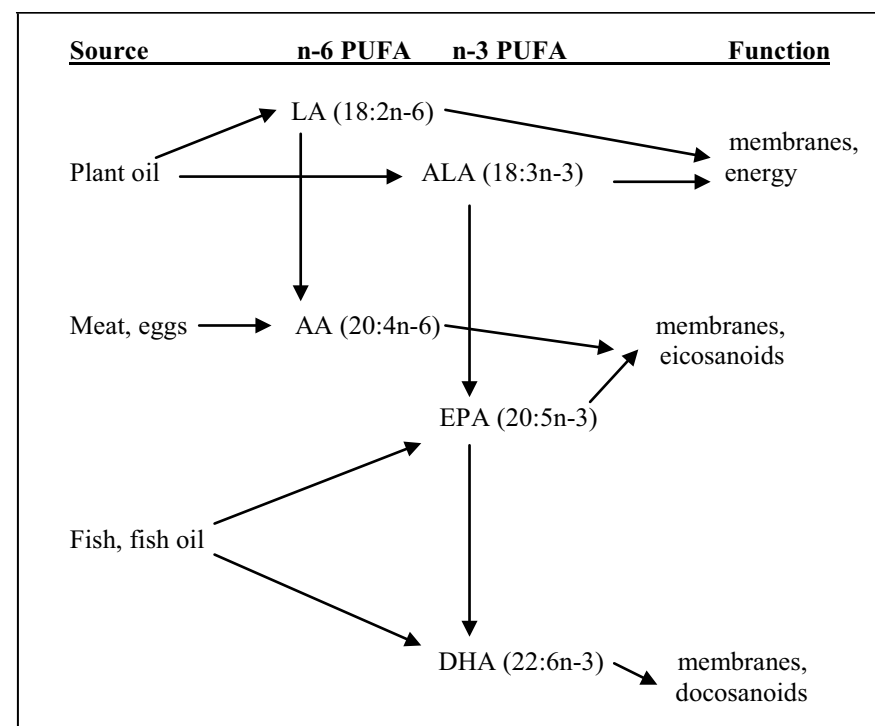 Source n-6 PUFA n-3 PUFA Function
LA (18:2n-6)
membranes,
Plant oil ALA (18:3n-3) energy
Meat, eggs AA (20:4n-6) membranes,
eicosanoids
EPA (20:5n-3)
Fish, fish oil
DHA (22:6n-3) membranes,
docosanoids